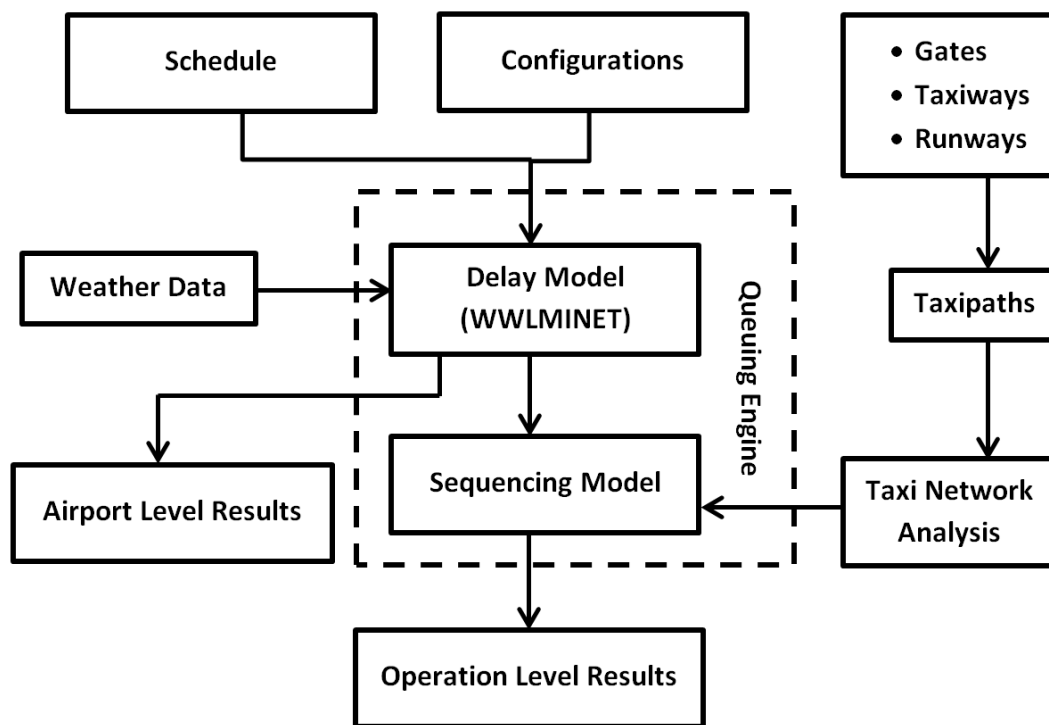 Schedule
Configurations
• Gates
• Taxiways
• Runways
Weather Data
Delay Model
(WWLMINET)
Queuing Engine
Taxipaths
Airport Level Results
Sequencing Model
Taxi Network
Analysis
Operation Level Results